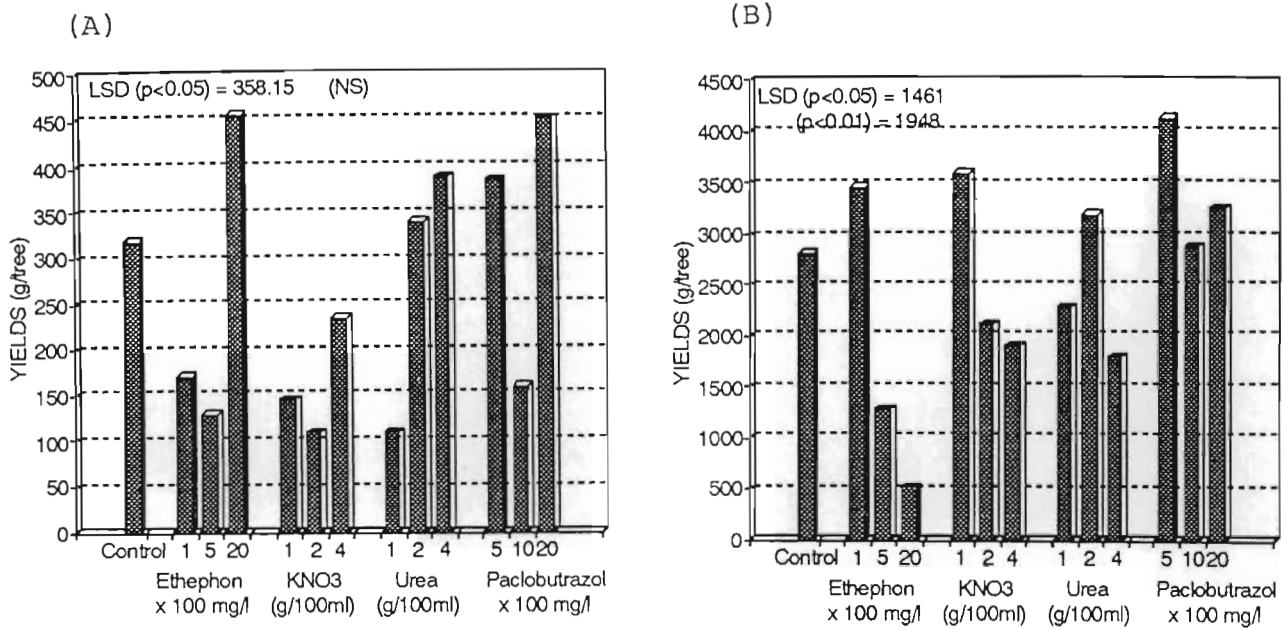 (A)
LSD (p<0.05) = 358.15 (NS)
YIELDS (g/tree)
500
450
400
350
300
250
200
150
100
50
0
Control 1 5 20 1 2 4 1 2 4 5 10 20
Ethephon KNO3 Urea Paclobutrazol
x 100 mg/l (g/100ml) (g/100ml) x 100 mg/l
(B)
LSD (p<0.05) = 1461
(p<0.01) = 1948
YIELDS (g/tree)
4500
4000
3500
3000
2500
2000
1500
1000
500
0
Control 1 5 20 1 2 4 1 2 4 5 10 20
Ethephon KNO3 Urea Paclobutrazol
x 100 mg/l (g/100ml) (g/100ml) x 100 mg/l